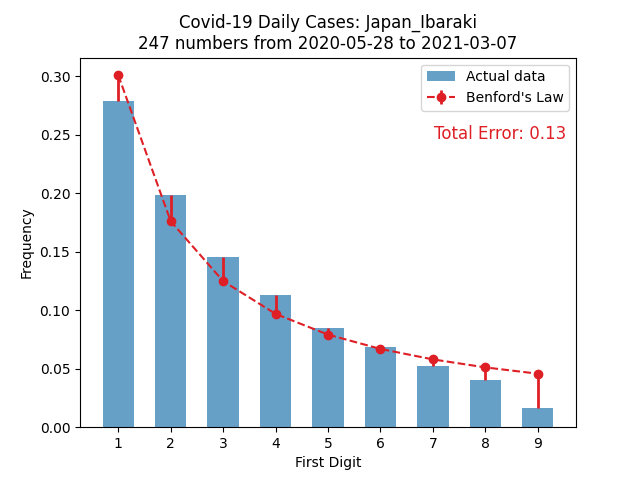 Covid-19 Daily Cases: Japan_Ibaraki
247 numbers from 2020-05-28 to 2021-03-07
Actual data
Benford's Law
Total Error: 0.13
Frequency
0.30
0.25
0.20
0.15
0.10
0.05
0.00
1 2 3 4 5 6 7 8 9
First Digit